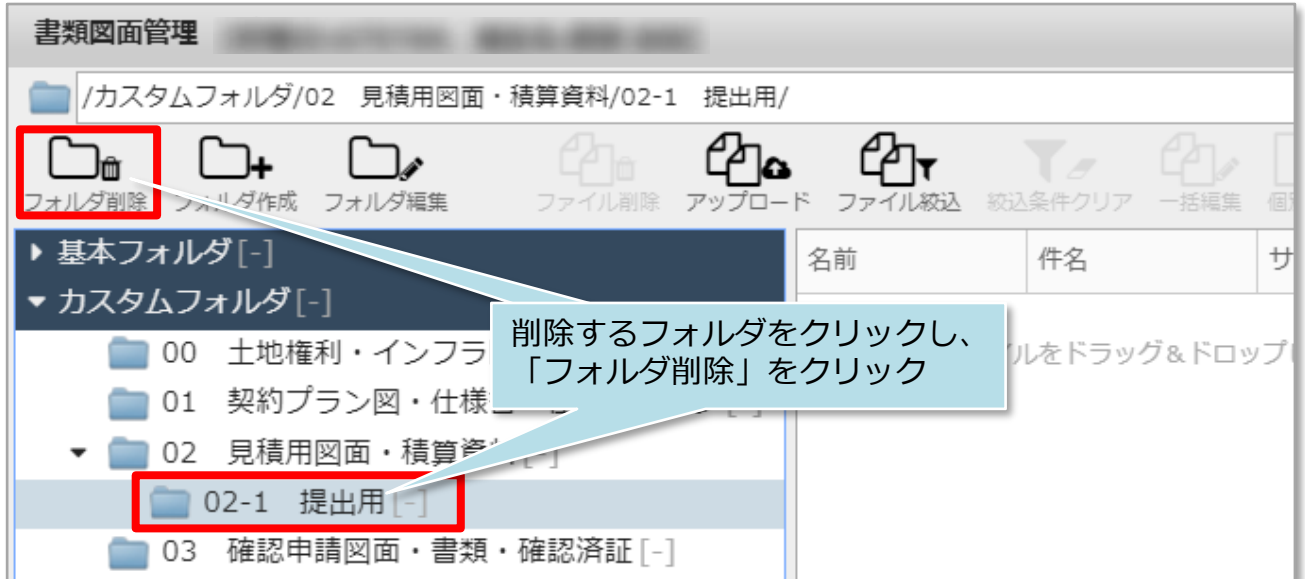 書類図面管理
/カスタムフォルダ/02　見積用図面・積算資料/02-1　提出用/
フォルダ削除 フォルダ作成 フォルダ編集 ファイル削除 アップロード ファイル絞込 絞込条件クリア 一括編集 個
基本フォルダ[-]
カスタムフォルダ[-]
名前 件名 サ
削除するフォルダをクリックし、
「フォルダ削除」をクリック
00　土地権利・インフラ
ルをドラッグ&ドロップ
01　契約プラン図・仕様
02　見積用図面・積算資料[-]
02-1　提出用[-]
03　確認申請図面・書類・確認済証[-]